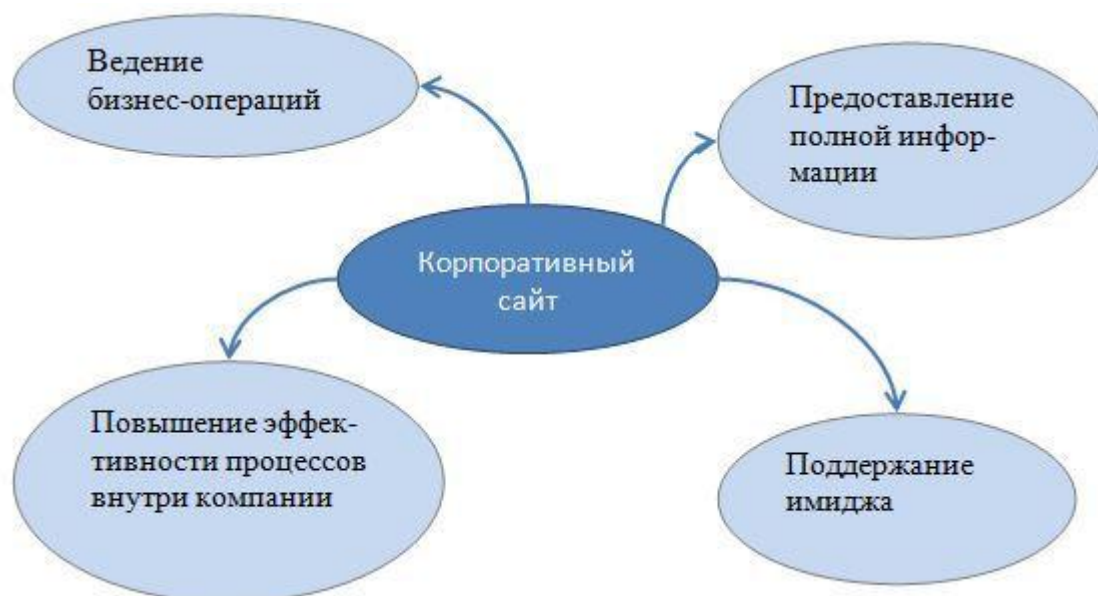 Ведение
бизнес-операций
Предоставление
полной инфор-
мации
Корпоративный
сайт
Повышение эффек-
тивности процессов
внутри компании
Поддержание
имиджа